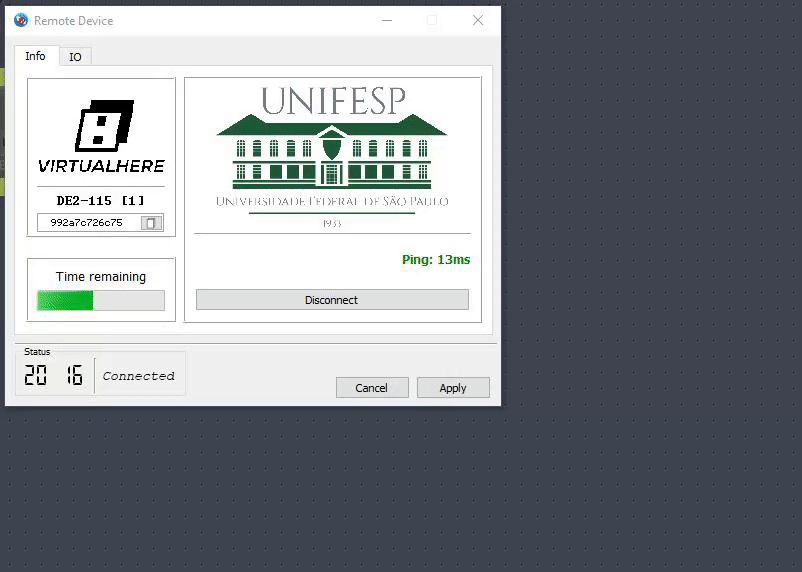 Remote Device
Info
IO
VIRTUALHERE
DE2-115 [1]
992a7c726c75
Time remaining
UNIFESP
UNIVERSIDADE FEDERAL DE SÃO PAULO
1933
Ping: 13ms
Disconnect
Status
20 16
Connected
Cancel
Apply